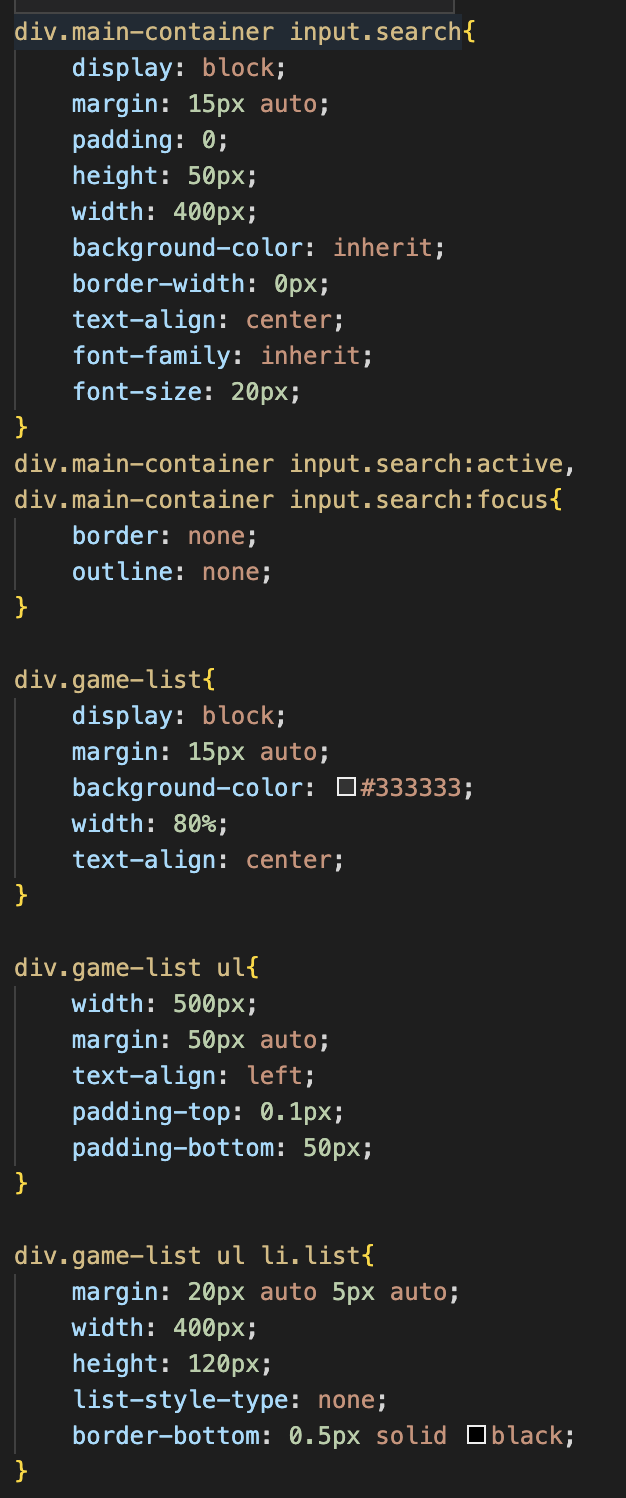 div.main-container input.search{
    display: block;
    margin: 15px auto;
    padding: 0;
    height: 50px;
    width: 400px;
    background-color: inherit;
    border-width: 0px;
    text-align: center;
    font-family: inherit;
    font-size: 20px;
}
div.main-container input.search:active,
div.main-container input.search:focus{
    border: none;
    outline: none;
}

div.game-list{
    display: block;
    margin: 15px auto;
    background-color: #333333;
    width: 80%;
    text-align: center;
}

div.game-list ul{
    width: 500px;
    margin: 50px auto;
    text-align: left;
    padding-top: 0.1px;
    padding-bottom: 50px;
}

div.game-list ul li.list{
    margin: 20px auto 5px auto;
    width: 400px;
    height: 120px;
    list-style-type: none;
    border-bottom: 0.5px solid black;
}